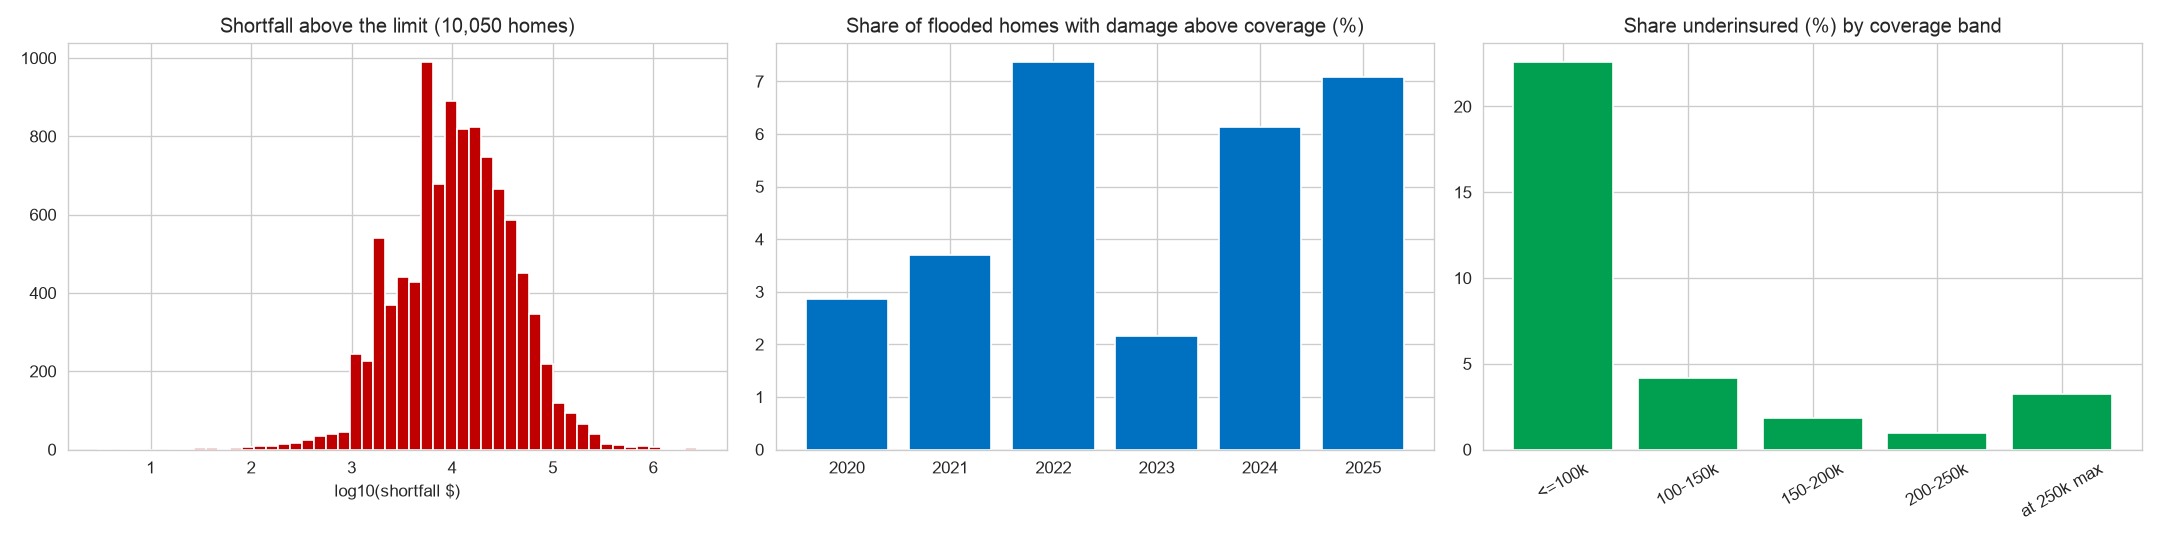 Shortfall above the limit (10,050 homes)
1000
800
600
400
200
0
1 2 3 4 5 6
log10(shortfall $)
Share of flooded homes with damage above coverage (%)
7
6
5
4
3
2
1
0
2020 2021 2022 2023 2024 2025
Share underinsured (%) by coverage band
20
15
10
5
0
<=100k 100-150k 150-200k 200-250k at 250k max